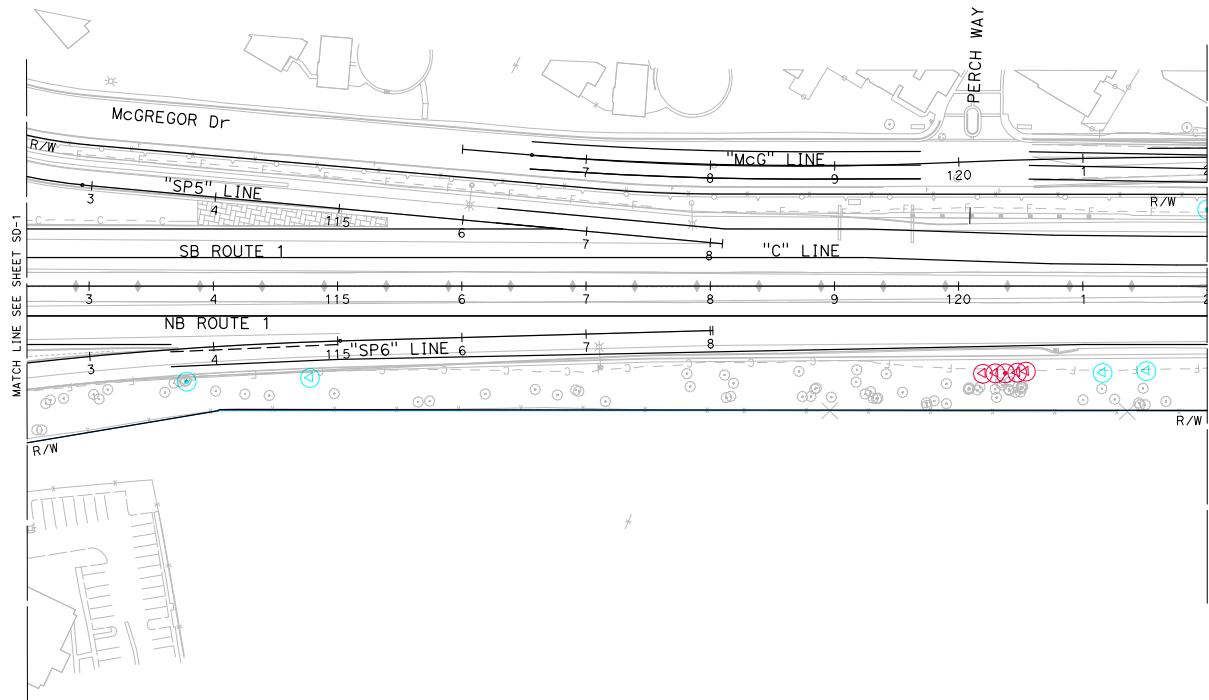 PERCH WAY
McGREGOR Dr
R/W
"McG" LINE
7 8 9 120 1 2
"SP5" LINE
3 4 115 6 7 8
R/W
SB ROUTE 1
"C" LINE
3 4 115 6 7 8 9 120 1 2
NB ROUTE 1
"SP6" LINE
3 4 115 6 7 8
MATCH LINE SEE SHEET SD-1
R/W
R/W